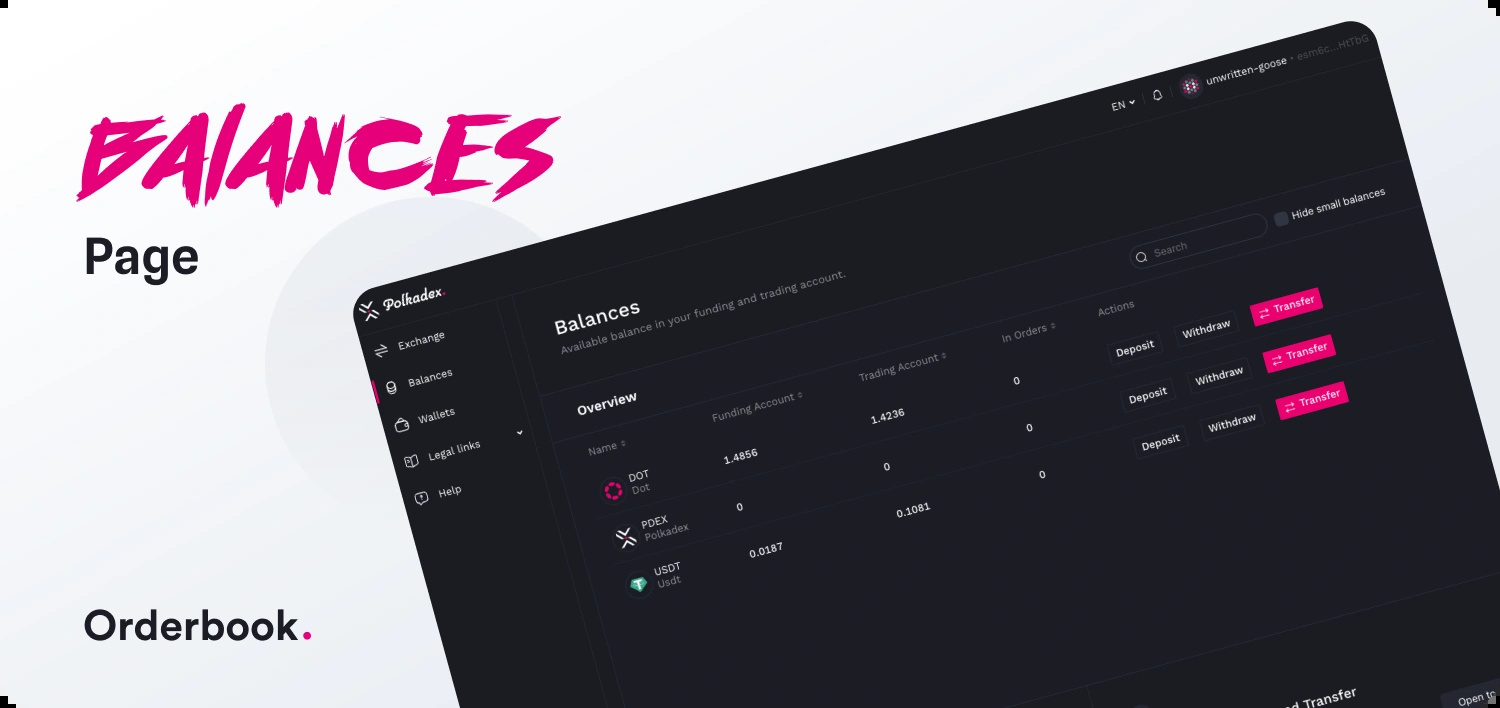 BALANCES
Page
Orderbook.
Polkadex.
EN
unwritten-goose • esm6c...HtTbG
Exchange
Balances
Wallets
Legal links
Help
Balances
Available balance in your funding and trading account.
Search
Hide small balances
Overview
Name Funding Account Trading Account In Orders Actions
DOT 1.4856 1.4236 0 Deposit Withdraw Transfer
Dot
PDEX 0 0 0 Deposit Withdraw Transfer
Polkadex
USDT 0.0187 0.1081 0 Deposit Withdraw Transfer
Usdt
Transfer
Open to